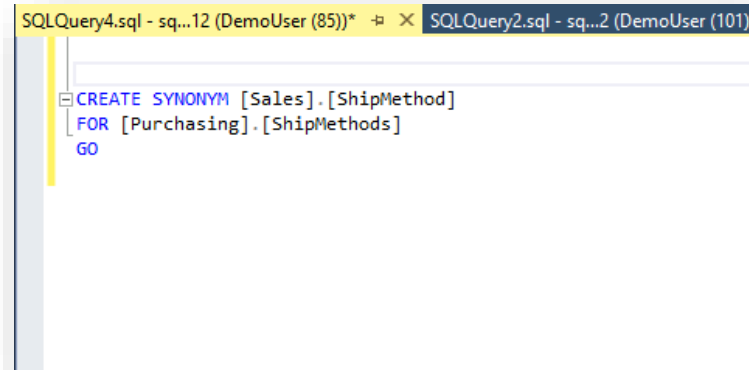 SQLQuery4.sql - sq...12 (DemoUser (85))* SQLQuery2.sql - sq...2 (DemoUser (101)
CREATE SYNONYM [Sales].[ShipMethod]
FOR [Purchasing].[ShipMethods]
GO